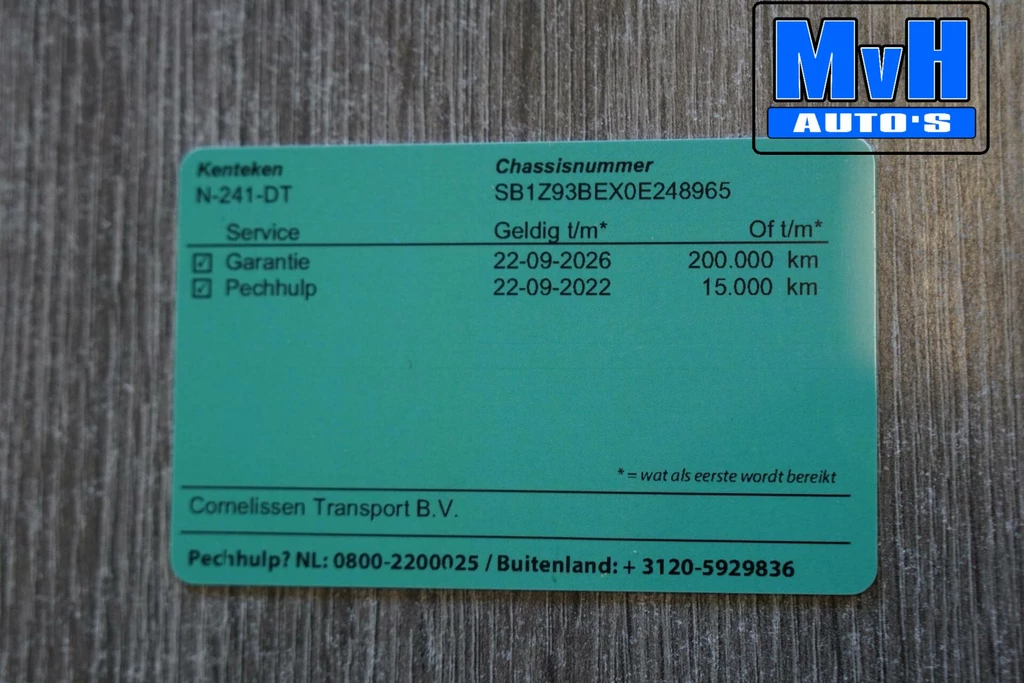 MvH
AUTO'S
Kenteken Chassisnummer
N-241-DT SB1Z93BEX0E248965
Service Geldig t/m* Of t/m*
Garantie 22-09-2026 200.000 km
Pechhulp 22-09-2022 15.000 km
* = wat als eerste wordt bereikt
Cornelissen Transport B.V.
Pechhulp? NL: 0800-2200025 / Buitenland: + 3120-5929836